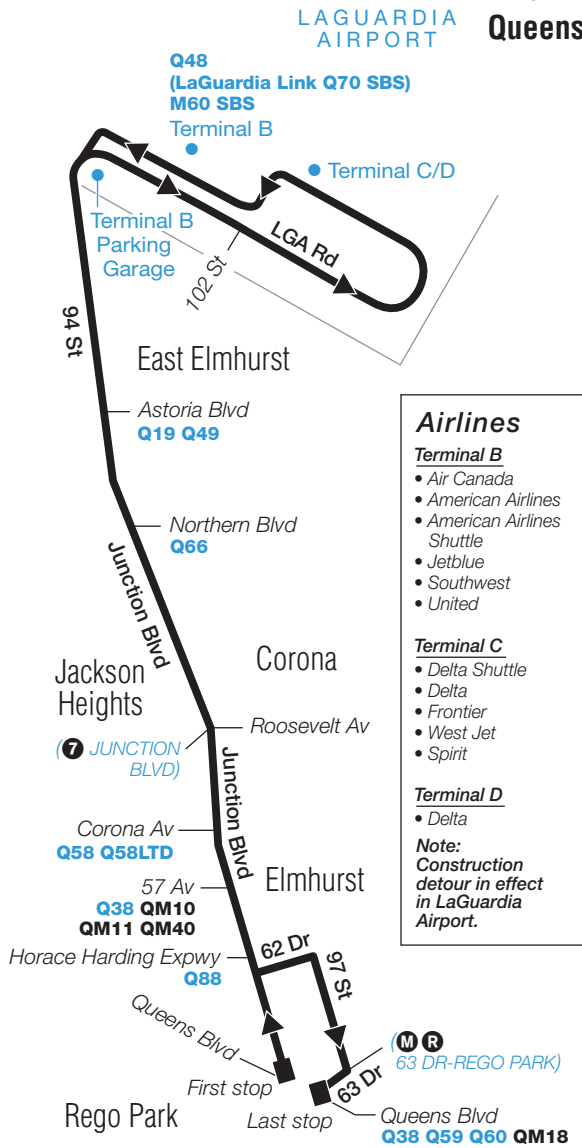 LAGUARDIA
AIRPORT
Queens
Q48
(LaGuardia Link Q70 SBS)
M60 SBS
Terminal B
Terminal C/D
Terminal B
Parking
Garage
LGA Rd
102 St
94 St
East Elmhurst
Astoria Blvd
Q19 Q49
Northern Blvd
Q66
Junction Blvd
Corona
Jackson
Heights
Roosevelt Av
(7 JUNCTION
BLVD)
Junction Blvd
Corona Av
Q58 Q58LTD
57 Av
Q38 QM10
QM11 QM40
Elmhurst
Horace Harding Expwy
Q88
62 Dr
97 St
Queens Blvd
First stop
(M R
63 DR-REGO PARK)
63 Dr
Last stop
Rego Park
Queens Blvd
Q38 Q59 Q60 QM18
Airlines
Terminal B
• Air Canada
• American Airlines
• American Airlines
Shuttle
• Jetblue
• Southwest
• United
Terminal C
• Delta Shuttle
• Delta
• Frontier
• West Jet
• Spirit
Terminal D
• Delta
Note:
Construction
detour in effect
in LaGuardia
Airport.